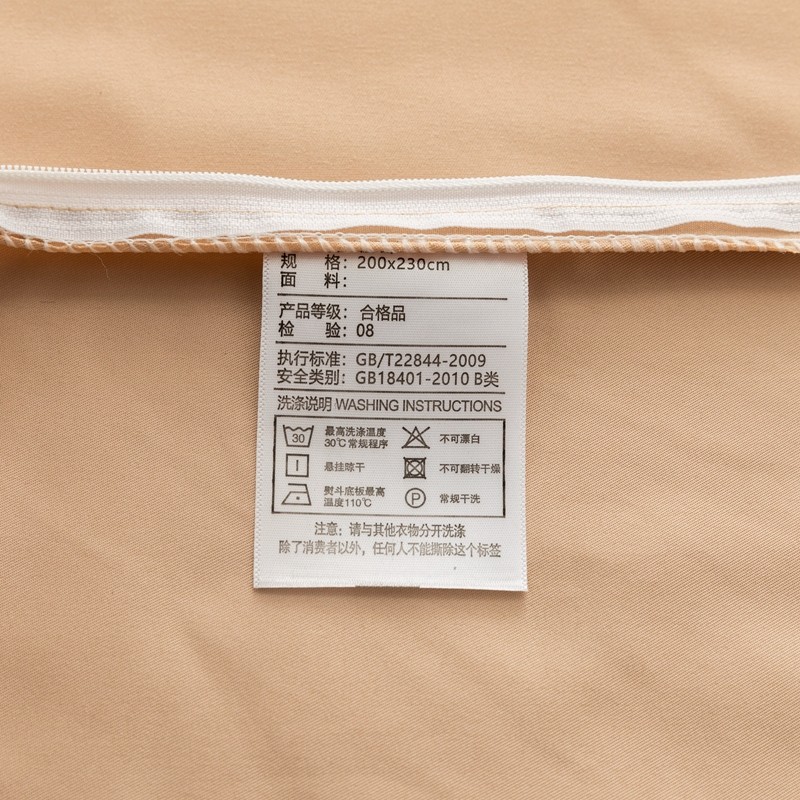 规 格：200x230cm
面 料：
产品等级：合格品
检 验：08
执行标准：GB/T22844-2009
安全类别：GB18401-2010 B类
洗涤说明 WASHING INSTRUCTIONS
30 最高洗涤温度 30℃常规程序 不可漂白
悬挂晾干 不可翻转干燥
熨斗底板最高 温度110℃ P 常规干洗
注意：请与其他衣物分开洗涤
除了消费者以外，任何人不能撕除这个标签